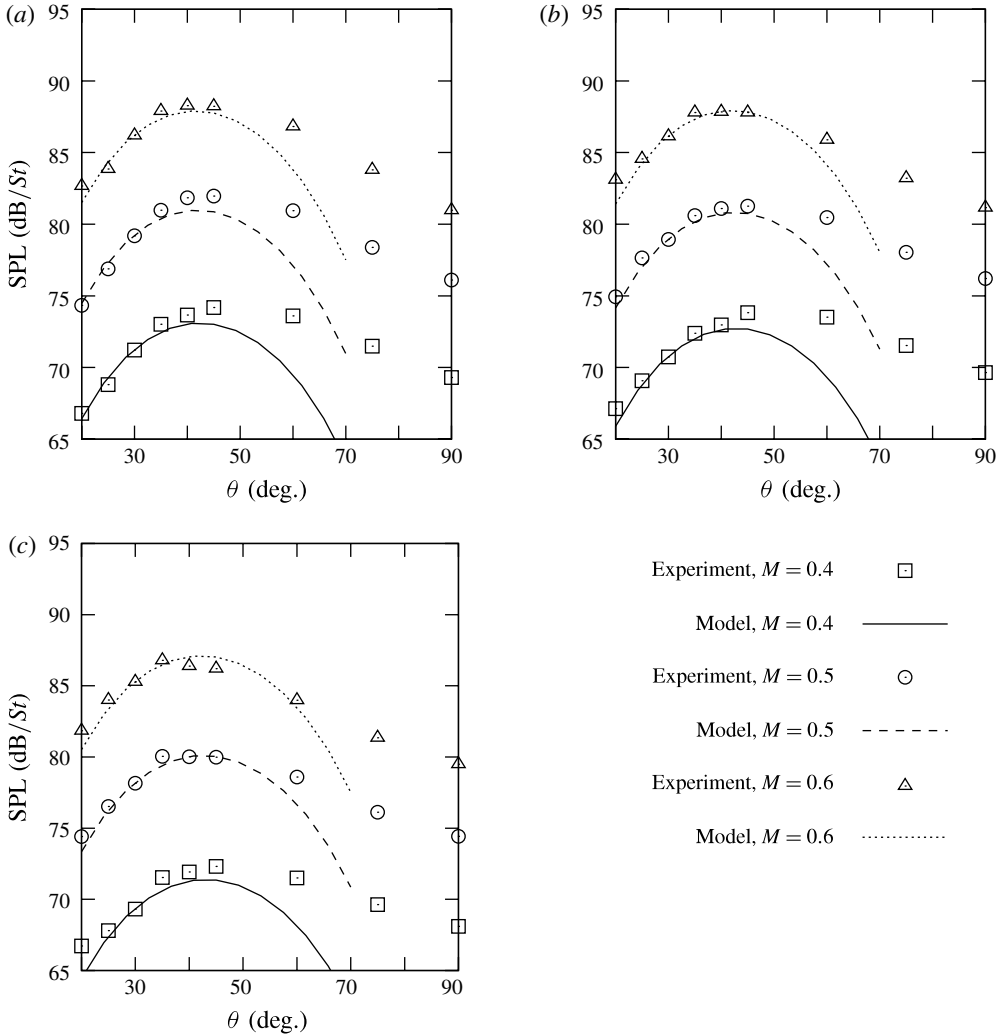 (a)
95
90
85
80
75
70
65
SPL (dB/St)
30
50
70
90
θ (deg.)
(b)
95
90
85
80
75
70
65
30
50
70
90
θ (deg.)
(c)
95
90
85
80
75
70
65
SPL (dB/St)
30
50
70
90
θ (deg.)
Experiment, M = 0.4
Model, M = 0.4
Experiment, M = 0.5
Model, M = 0.5
Experiment, M = 0.6
Model, M = 0.6